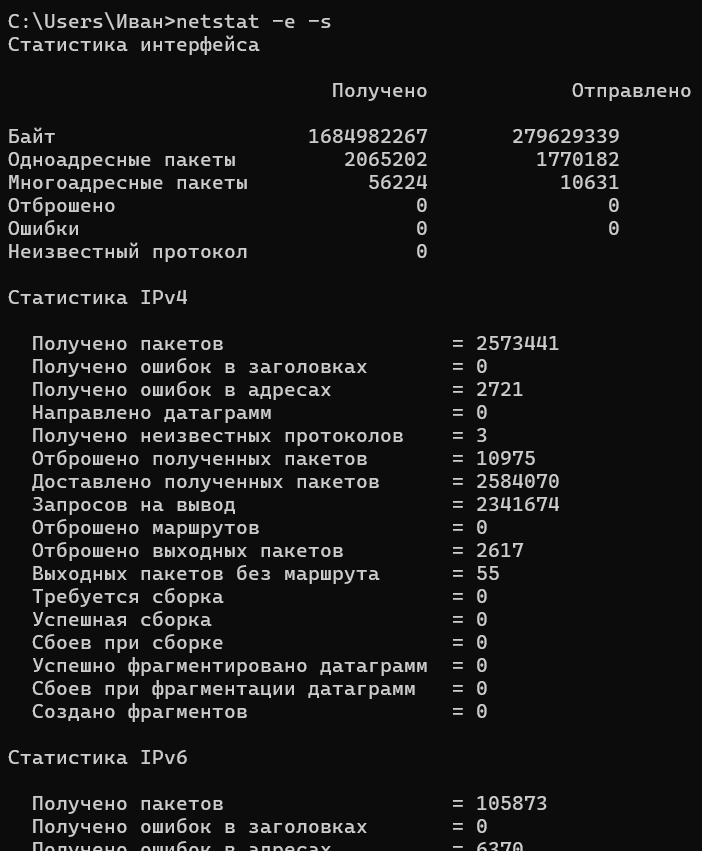 C:\Users\Иван>netstat -e -s
Статистика интерфейса
Получено Отправлено
Байт 1684982267 279629339
Одноадресные пакеты 2065202 1770182
Многоадресные пакеты 56224 10631
Отброшено 0 0
Ошибки 0 0
Неизвестный протокол 0
Статистика IPv4
Получено пакетов = 2573441
Получено ошибок в заголовках = 0
Получено ошибок в адресах = 2721
Направлено датаграмм = 0
Получено неизвестных протоколов = 3
Отброшено полученных пакетов = 10975
Доставлено полученных пакетов = 2584070
Запросов на вывод = 2341674
Отброшено маршрутов = 0
Отброшено выходных пакетов = 2617
Выходных пакетов без маршрута = 55
Требуется сборка = 0
Успешная сборка = 0
Сбоев при сборке = 0
Успешно фрагментировано датаграмм = 0
Сбоев при фрагментации датаграмм = 0
Создано фрагментов = 0
Статистика IPv6
Получено пакетов = 105873
Получено ошибок в заголовках = 0
Получено ошибок в адресах = 6370